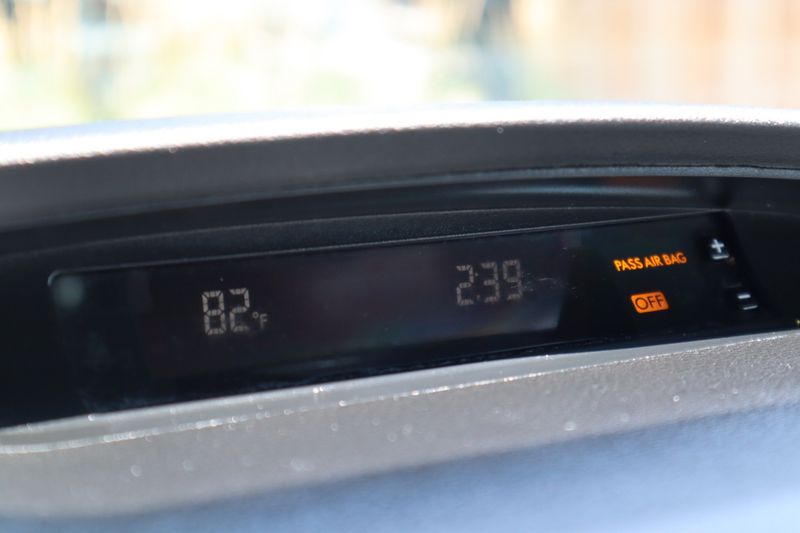 82°F
2:39
PASS AIR BAG
OFF
+
-